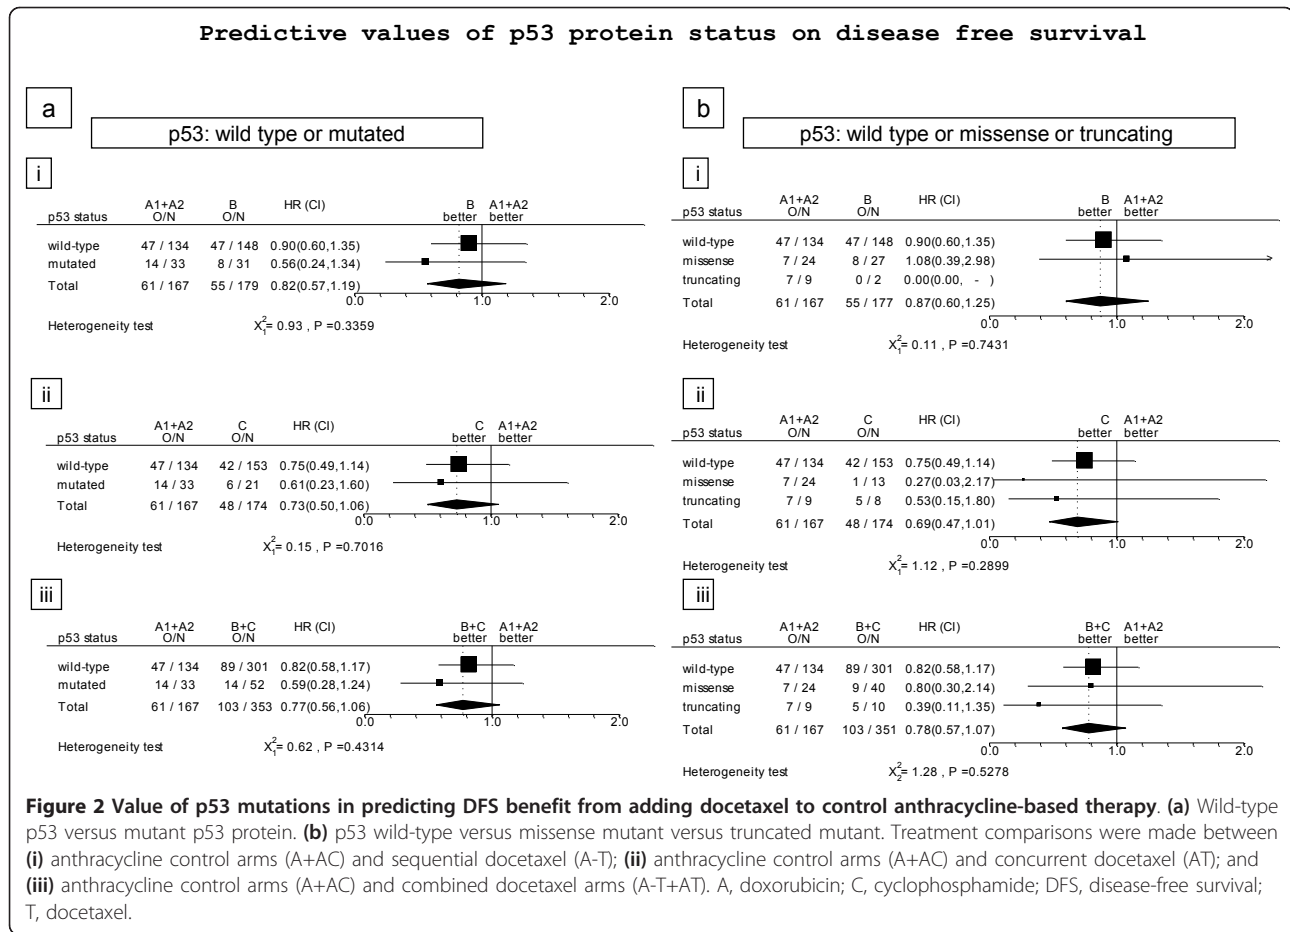 Predictive values of p53 protein status on disease free survival
a
p53: wild type or mutated
i
A1+A2 B HR (CI) B A1+A2
p53 status O/N O/N better better
wild-type 47 / 134 47 / 148 0.90(0.60,1.35)
mutated 14 / 33 8 / 31 0.56(0.24,1.34)
Total 61 / 167 55 / 179 0.82(0.57,1.19)
0.0 1.0 2.0
Heterogeneity test X²₁= 0.93 , P =0.3359
ii
A1+A2 C HR (CI) C A1+A2
p53 status O/N O/N better better
wild-type 47 / 134 42 / 153 0.75(0.49,1.14)
mutated 14 / 33 6 / 21 0.61(0.23,1.60)
Total 61 / 167 48 / 174 0.73(0.50,1.06)
0.0 1.0 2.0
Heterogeneity test X²₁= 0.15 , P =0.7016
iii
A1+A2 B+C HR (CI) B+C A1+A2
p53 status O/N O/N better better
wild-type 47 / 134 89 / 301 0.82(0.58,1.17)
mutated 14 / 33 14 / 52 0.59(0.28,1.24)
Total 61 / 167 103 / 353 0.77(0.56,1.06)
0.0 1.0 2.0
Heterogeneity test X²₁= 0.62 , P =0.4314
b
p53: wild type or missense or truncating
i
A1+A2 B HR (CI) B A1+A2
p53 status O/N O/N better better
wild-type 47 / 134 47 / 148 0.90(0.60,1.35)
missense 7 / 24 8 / 27 1.08(0.39,2.98)
truncating 7 / 9 0 / 2 0.00(0.00, - )
Total 61 / 167 55 / 177 0.87(0.60,1.25)
0.0 1.0 2.0
Heterogeneity test X²₁= 0.11 , P =0.7431
ii
A1+A2 C HR (CI) C A1+A2
p53 status O/N O/N better better
wild-type 47 / 134 42 / 153 0.75(0.49,1.14)
missense 7 / 24 1 / 13 0.27(0.03,2.17)
truncating 7 / 9 5 / 8 0.53(0.15,1.80)
Total 61 / 167 48 / 174 0.69(0.47,1.01)
0.0 1.0 2.0
Heterogeneity test X²₁= 1.12 , P =0.2899
iii
A1+A2 B+C HR (CI) B+C A1+A2
p53 status O/N O/N better better
wild-type 47 / 134 89 / 301 0.82(0.58,1.17)
missense 7 / 24 9 / 40 0.80(0.30,2.14)
truncating 7 / 9 5 / 10 0.39(0.11,1.35)
Total 61 / 167 103 / 351 0.78(0.57,1.07)
0.0 1.0 2.0
Heterogeneity test X²₂= 1.28 , P =0.5278
Figure 2 Value of p53 mutations in predicting DFS benefit from adding docetaxel to control anthracycline-based therapy. (a) Wild-type
p53 versus mutant p53 protein. (b) p53 wild-type versus missense mutant versus truncated mutant. Treatment comparisons were made between
(i) anthracycline control arms (A+AC) and sequential docetaxel (A-T); (ii) anthracycline control arms (A+AC) and concurrent docetaxel (AT); and
(iii) anthracycline control arms (A+AC) and combined docetaxel arms (A-T+AT). A, doxorubicin; C, cyclophosphamide; DFS, disease-free survival;
T, docetaxel.